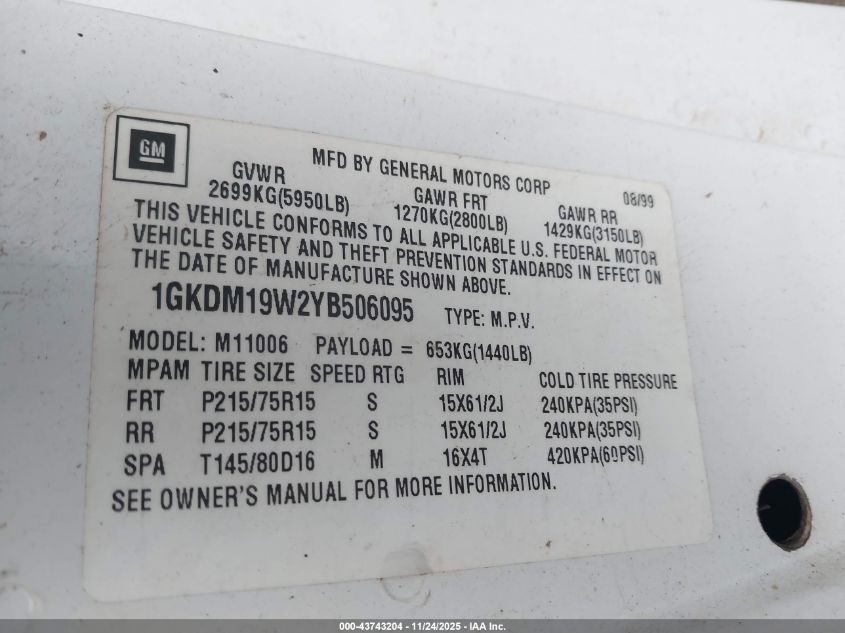 GM
MFD BY GENERAL MOTORS CORP 08/99
GVWR GAWR FRT GAWR RR
2699KG(5950LB) 1270KG(2800LB) 1429KG(3150LB)
THIS VEHICLE CONFORMS TO ALL APPLICABLE U.S. FEDERAL MOTOR
VEHICLE SAFETY AND THEFT PREVENTION STANDARDS IN EFFECT ON
THE DATE OF MANUFACTURE SHOWN ABOVE.
1GKDM19W2YB506095 TYPE: M.P.V.
MODEL: M11006 PAYLOAD = 653KG(1440LB)
MPAM TIRE SIZE SPEED RTG RIM COLD TIRE PRESSURE
FRT P215/75R15 S 15X61/2J 240KPA(35PSI)
RR P215/75R15 S 15X61/2J 240KPA(35PSI)
SPA T145/80D16 M 16X4T 420KPA(60PSI)
SEE OWNER'S MANUAL FOR MORE INFORMATION.
000-43743204 - 11/24/2025 - IAA Inc.